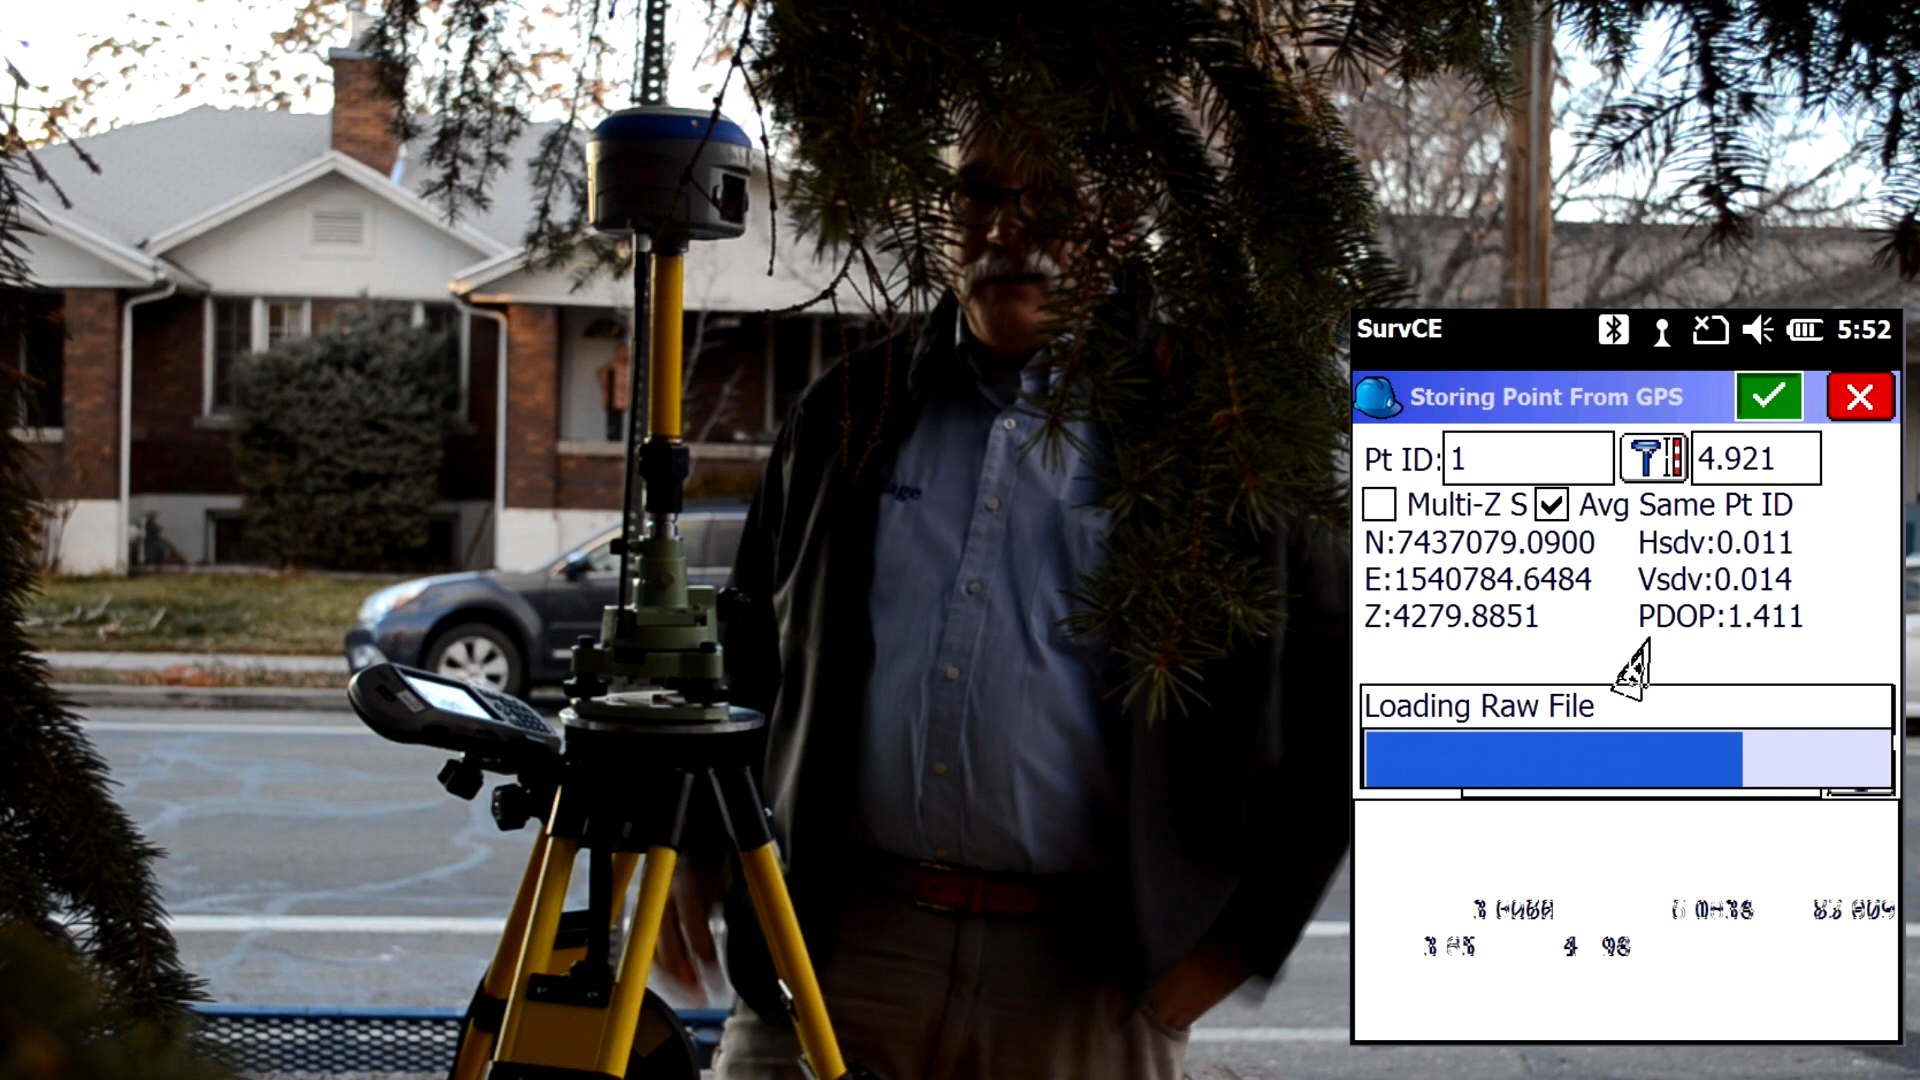 SurvCE 5:52
Storing Point From GPS
Pt ID: 1 4.921
Multi-Z S Avg Same Pt ID
N:7437079.0900 Hsdv:0.011
E:1540784.6484 Vsdv:0.014
Z:4279.8851 PDOP:1.411
Loading Raw File